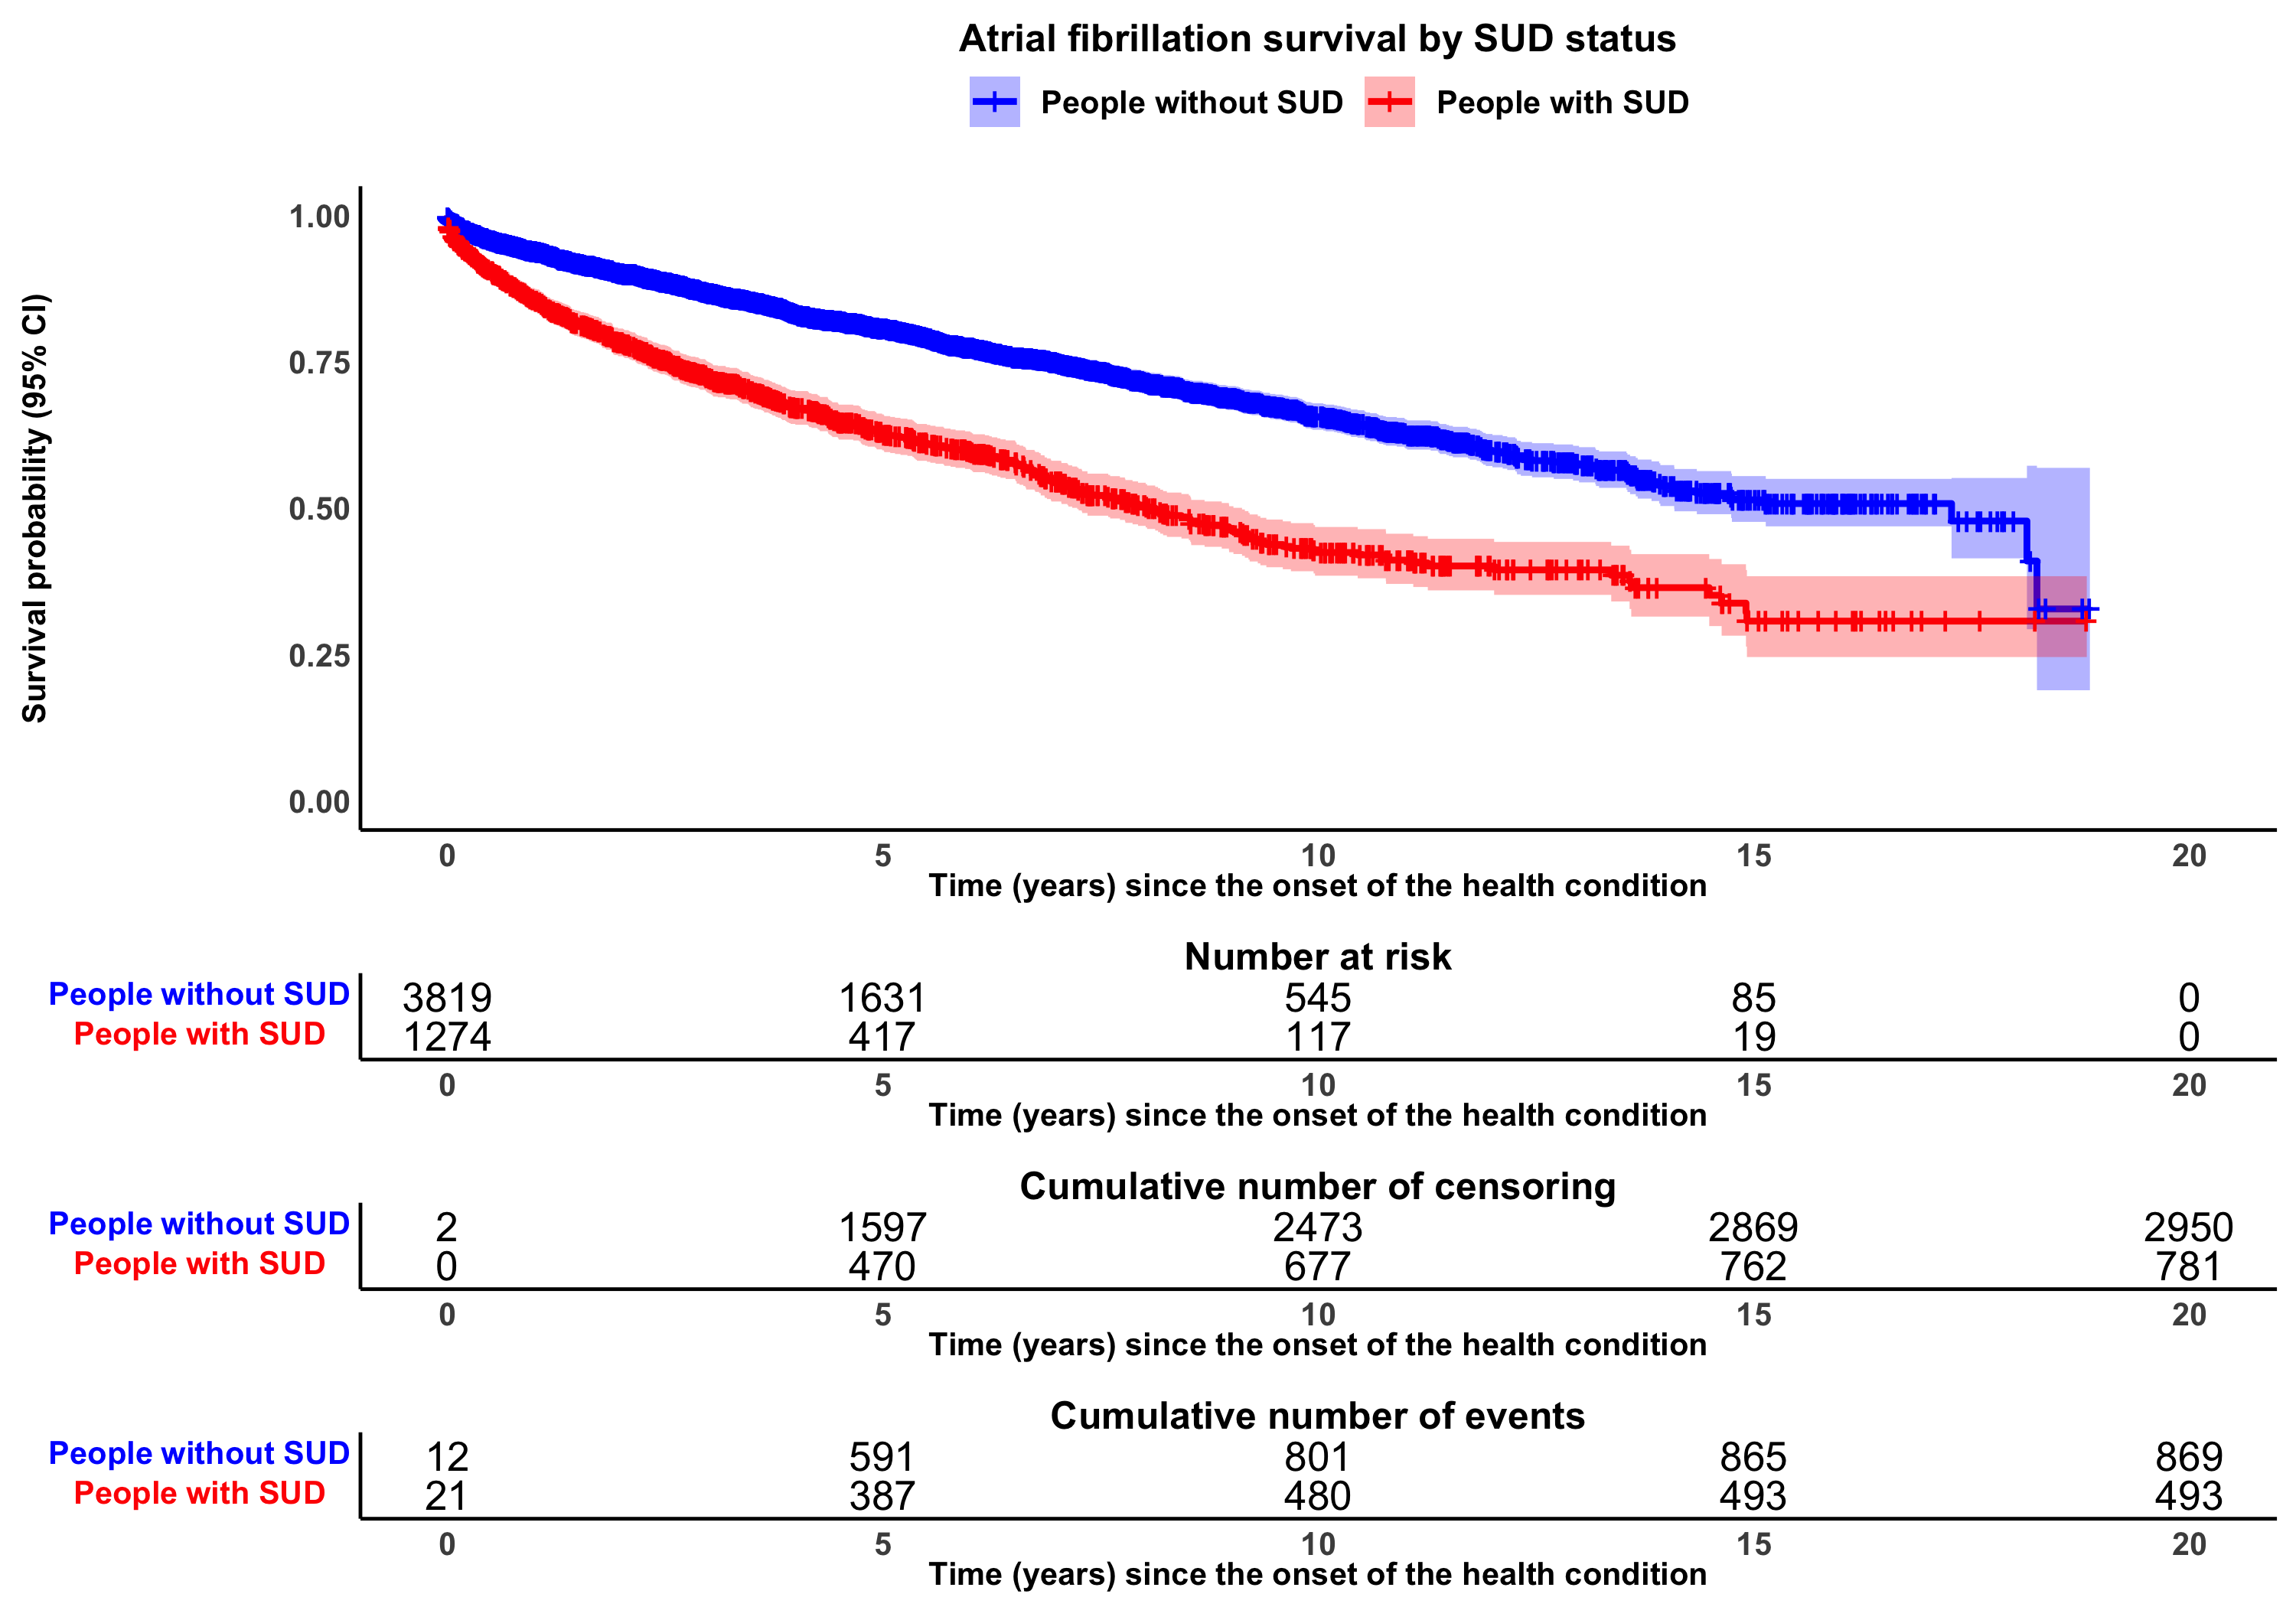 Atrial fibrillation survival by SUD status
People without SUD People with SUD
Survival probability (95% CI)
1.00
0.75
0.50
0.25
0.00
0 5 10 15 20
Time (years) since the onset of the health condition
Number at risk
People without SUD 3819 1631 545 85 0
People with SUD 1274 417 117 19 0
0 5 10 15 20
Time (years) since the onset of the health condition
Cumulative number of censoring
People without SUD 2 1597 2473 2869 2950
People with SUD 0 470 677 762 781
0 5 10 15 20
Time (years) since the onset of the health condition
Cumulative number of events
People without SUD 12 591 801 865 869
People with SUD 21 387 480 493 493
0 5 10 15 20
Time (years) since the onset of the health condition